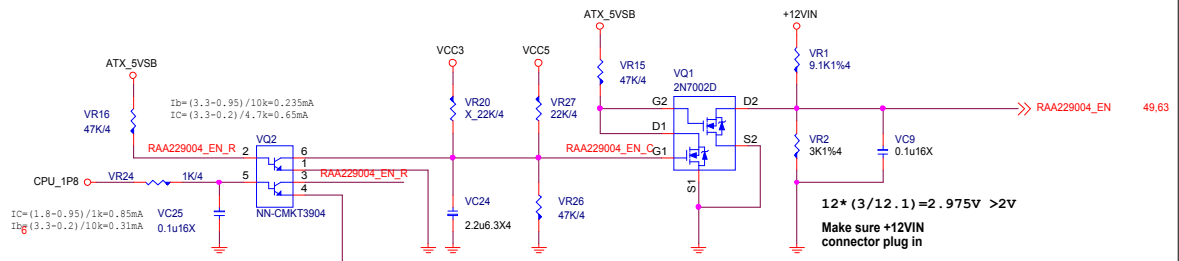 ATX_5VSB
+12VIN
ATX_5VSB
VCC3
VCC5
VR1
9.1K1%4
VR15
47K/4
VQ1
2N7002D
Ib=(3.3-0.95)/10k=0.235mA
IC=(3.3-0.2)/4.7k=0.65mA
VR16
47K/4
VR20
X_22K/4
VR27
22K/4
G2
D2
RAA229004_EN
49,63
D1
S2
VQ2
RAA229004_EN_R
2
6
RAA229004_EN_C
G1
1
VR2
3K1%4
VC9
0.1u16X
CPU_1P8
VR24
1K/4
5
3
RAA229004_EN_R
4
S1
NN-CMKT3904
IC=(1.8-0.95)/1k=0.85mA
Ib=(3.3-0.2)/10k=0.31mA
6
VC25
0.1u16X
VC24
2.2u6.3X4
VR26
47K/4
12*(3/12.1)=2.975V >2V
Make sure +12VIN
connector plug in